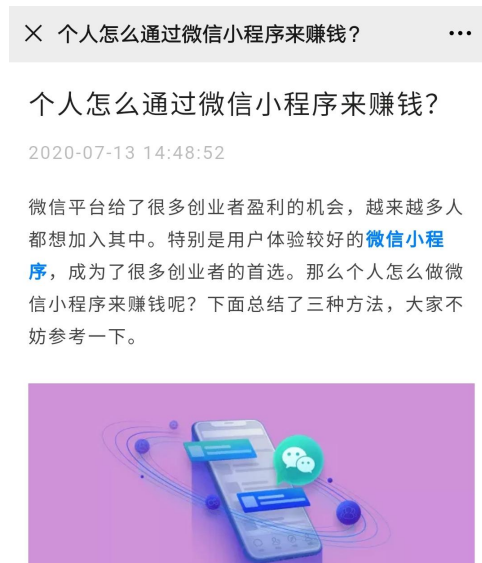 个人怎么通过微信小程序来赚钱?
个人怎么通过微信小程序来赚钱?
2020-07-13 14:48:52
微信平台给了很多创业者盈利的机会，越来越多人
都想加入其中。特别是用户体验较好的微信小程
序，成为了很多创业者的首选。那么个人怎么做微
信小程序来赚钱呢？下面总结了三种方法，大家不
妨参考一下。